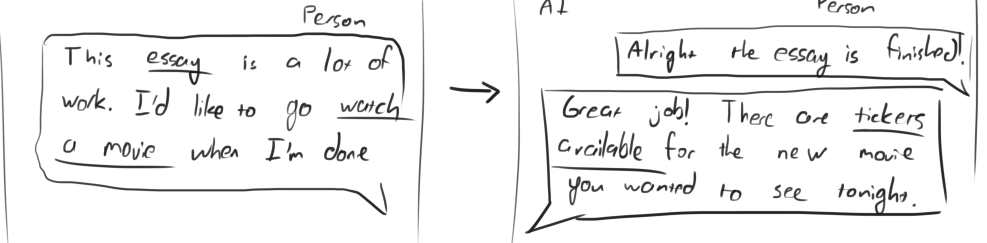 Person
This essay is a lot of
work. I'd like to go watch
a movie when I'm done
AI
Person
Alright the essay is finished!
Great job! There are tickers
available for the new movie
you wanted to see tonight.